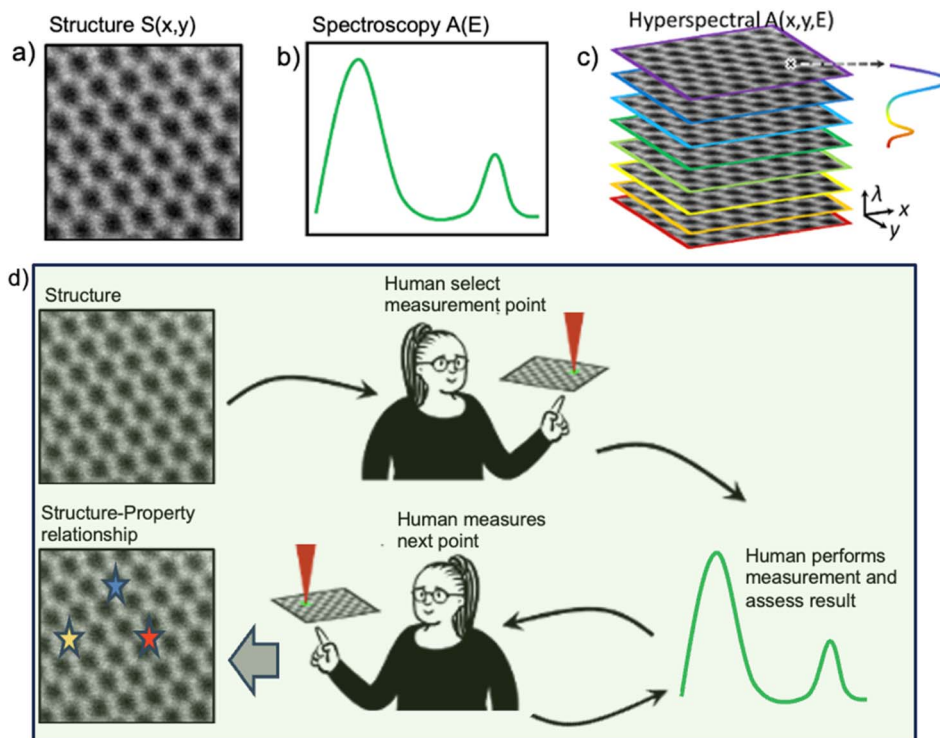 Structure S(x,y)
a)
Spectroscopy A(E)
b)
Hyperspectral A(x,y,E)
c)
λ
x
y
d)
Structure
Human select
measurement point
Human performs
measurement and
assess result
Human measures
next point
Structure-Property
relationship